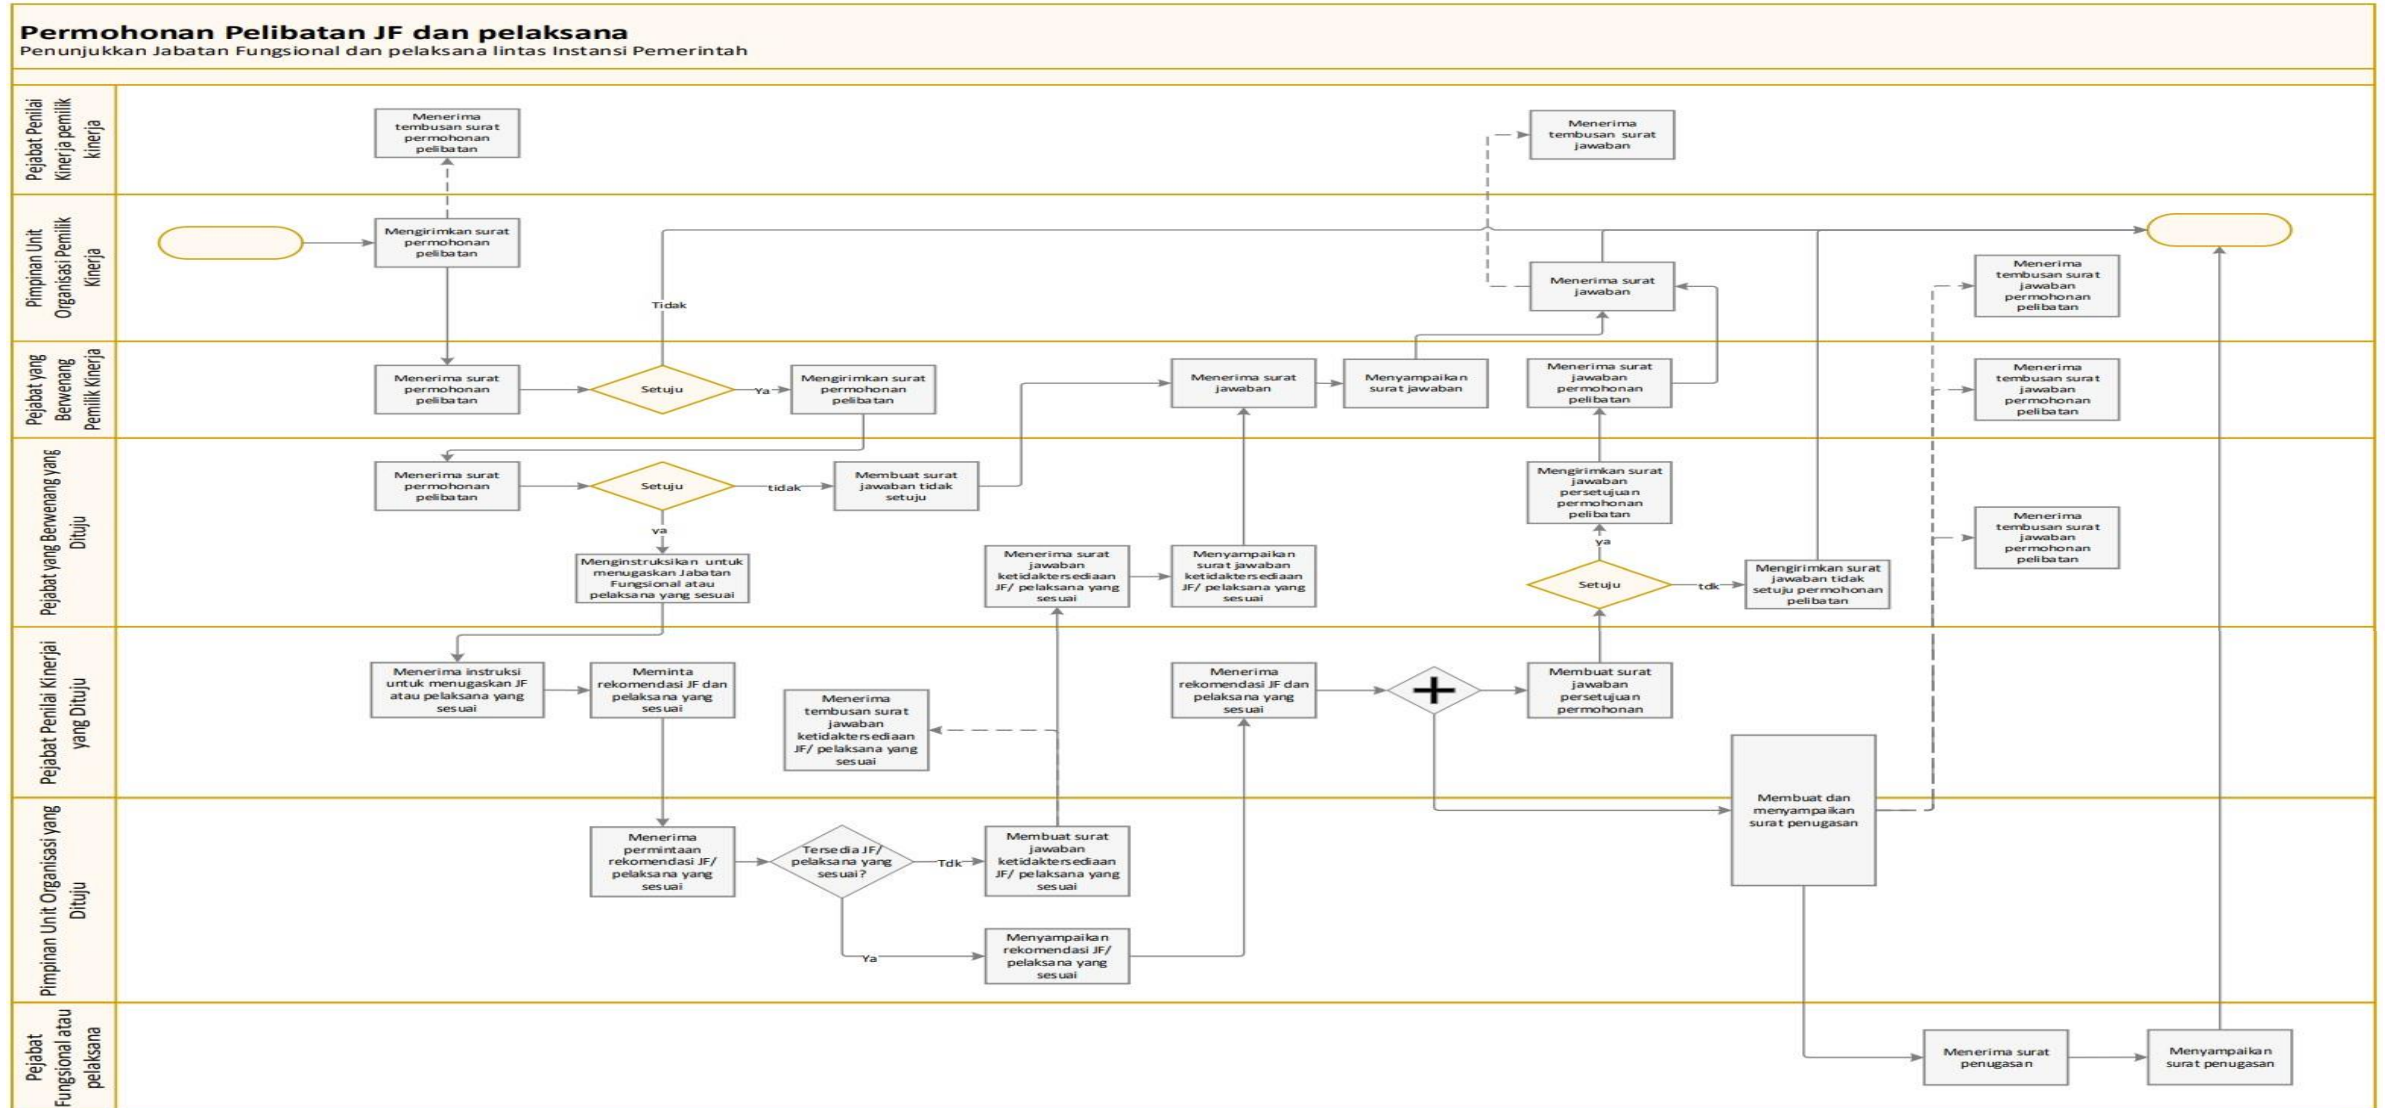 Permohonan Pelibatan JF dan pelaksana
Penunjukkan Jabatan Fungsional dan pelaksana lintas Instansi Pemerintah
Pejabat Penilai
Kinerja pemilik
kinerja
Menerima
tembusan surat
permohonan
pelibatan
Menerima
tembusan surat
jawaban
Pimpinan Unit
Organisasi Pemilik
Kinerja
Mengirimkan surat
permohonan
pelibatan
Tidak
Menerima surat
jawaban
Menerima
tembusan surat
jawaban
permohonan
pelibatan
Pejabat yang
Berwenang
Pemilik Kinerja
Menerima surat
permohonan
pelibatan
Setuju
Ya
Mengirimkan surat
permohonan
pelibatan
Menerima surat
jawaban
Menyampaikan
surat jawaban
Menerima surat
jawaban
permohonan
pelibatan
Menerima
tembusan surat
jawaban
permohonan
pelibatan
Pejabat yang Berwenang yang
Dituju
Menerima surat
permohonan
pelibatan
Setuju
tidak
Membuat surat
jawaban tidak
setuju
ya
Menginstruksikan untuk
menugaskan Jabatan
Fungsional atau
pelaksana yang sesuai
Menerima surat
jawaban
ketidaktersediaan
JF/ pelaksana yang
sesuai
Menyampaikan
surat jawaban
ketidaktersediaan
JF/ pelaksana yang
sesuai
Mengirimkan surat
jawaban
persetujuan
permohonan
pelibatan
ya
Setuju
tdk
Mengirimkan surat
jawaban tidak
setuju permohonan
pelibatan
Menerima
tembusan surat
jawaban
permohonan
pelibatan
Pejabat Penilai Kinerjai
yang Dituju
Menerima instruksi
untuk menugaskan JF
atau pelaksana yang
sesuai
Meminta
rekomendasi JF dan
pelaksana yang
sesuai
Menerima
tembusan surat
jawaban
ketidaktersediaan
JF/ pelaksana yang
sesuai
Menerima
rekomendasi JF dan
pelaksana yang
sesuai
Membuat surat
jawaban
persetujuan
permohonan
Membuat dan
menyampaikan
surat penugasan
Pimpinan Unit Organisasi yang
Dituju
Menerima
permintaan
rekomendasi JF/
pelaksana yang
sesuai
Tersedia JF/
pelaksana yang
sesuai?
Tdk
Membuat surat
jawaban
ketidaktersediaan
JF/ pelaksana yang
sesuai
Ya
Menyampaikan
rekomendasi JF/
pelaksana yang
sesuai
Pejabat
Fungsional atau
pelaksana
Menerima surat
penugasan
Menyampaikan
surat penugasan